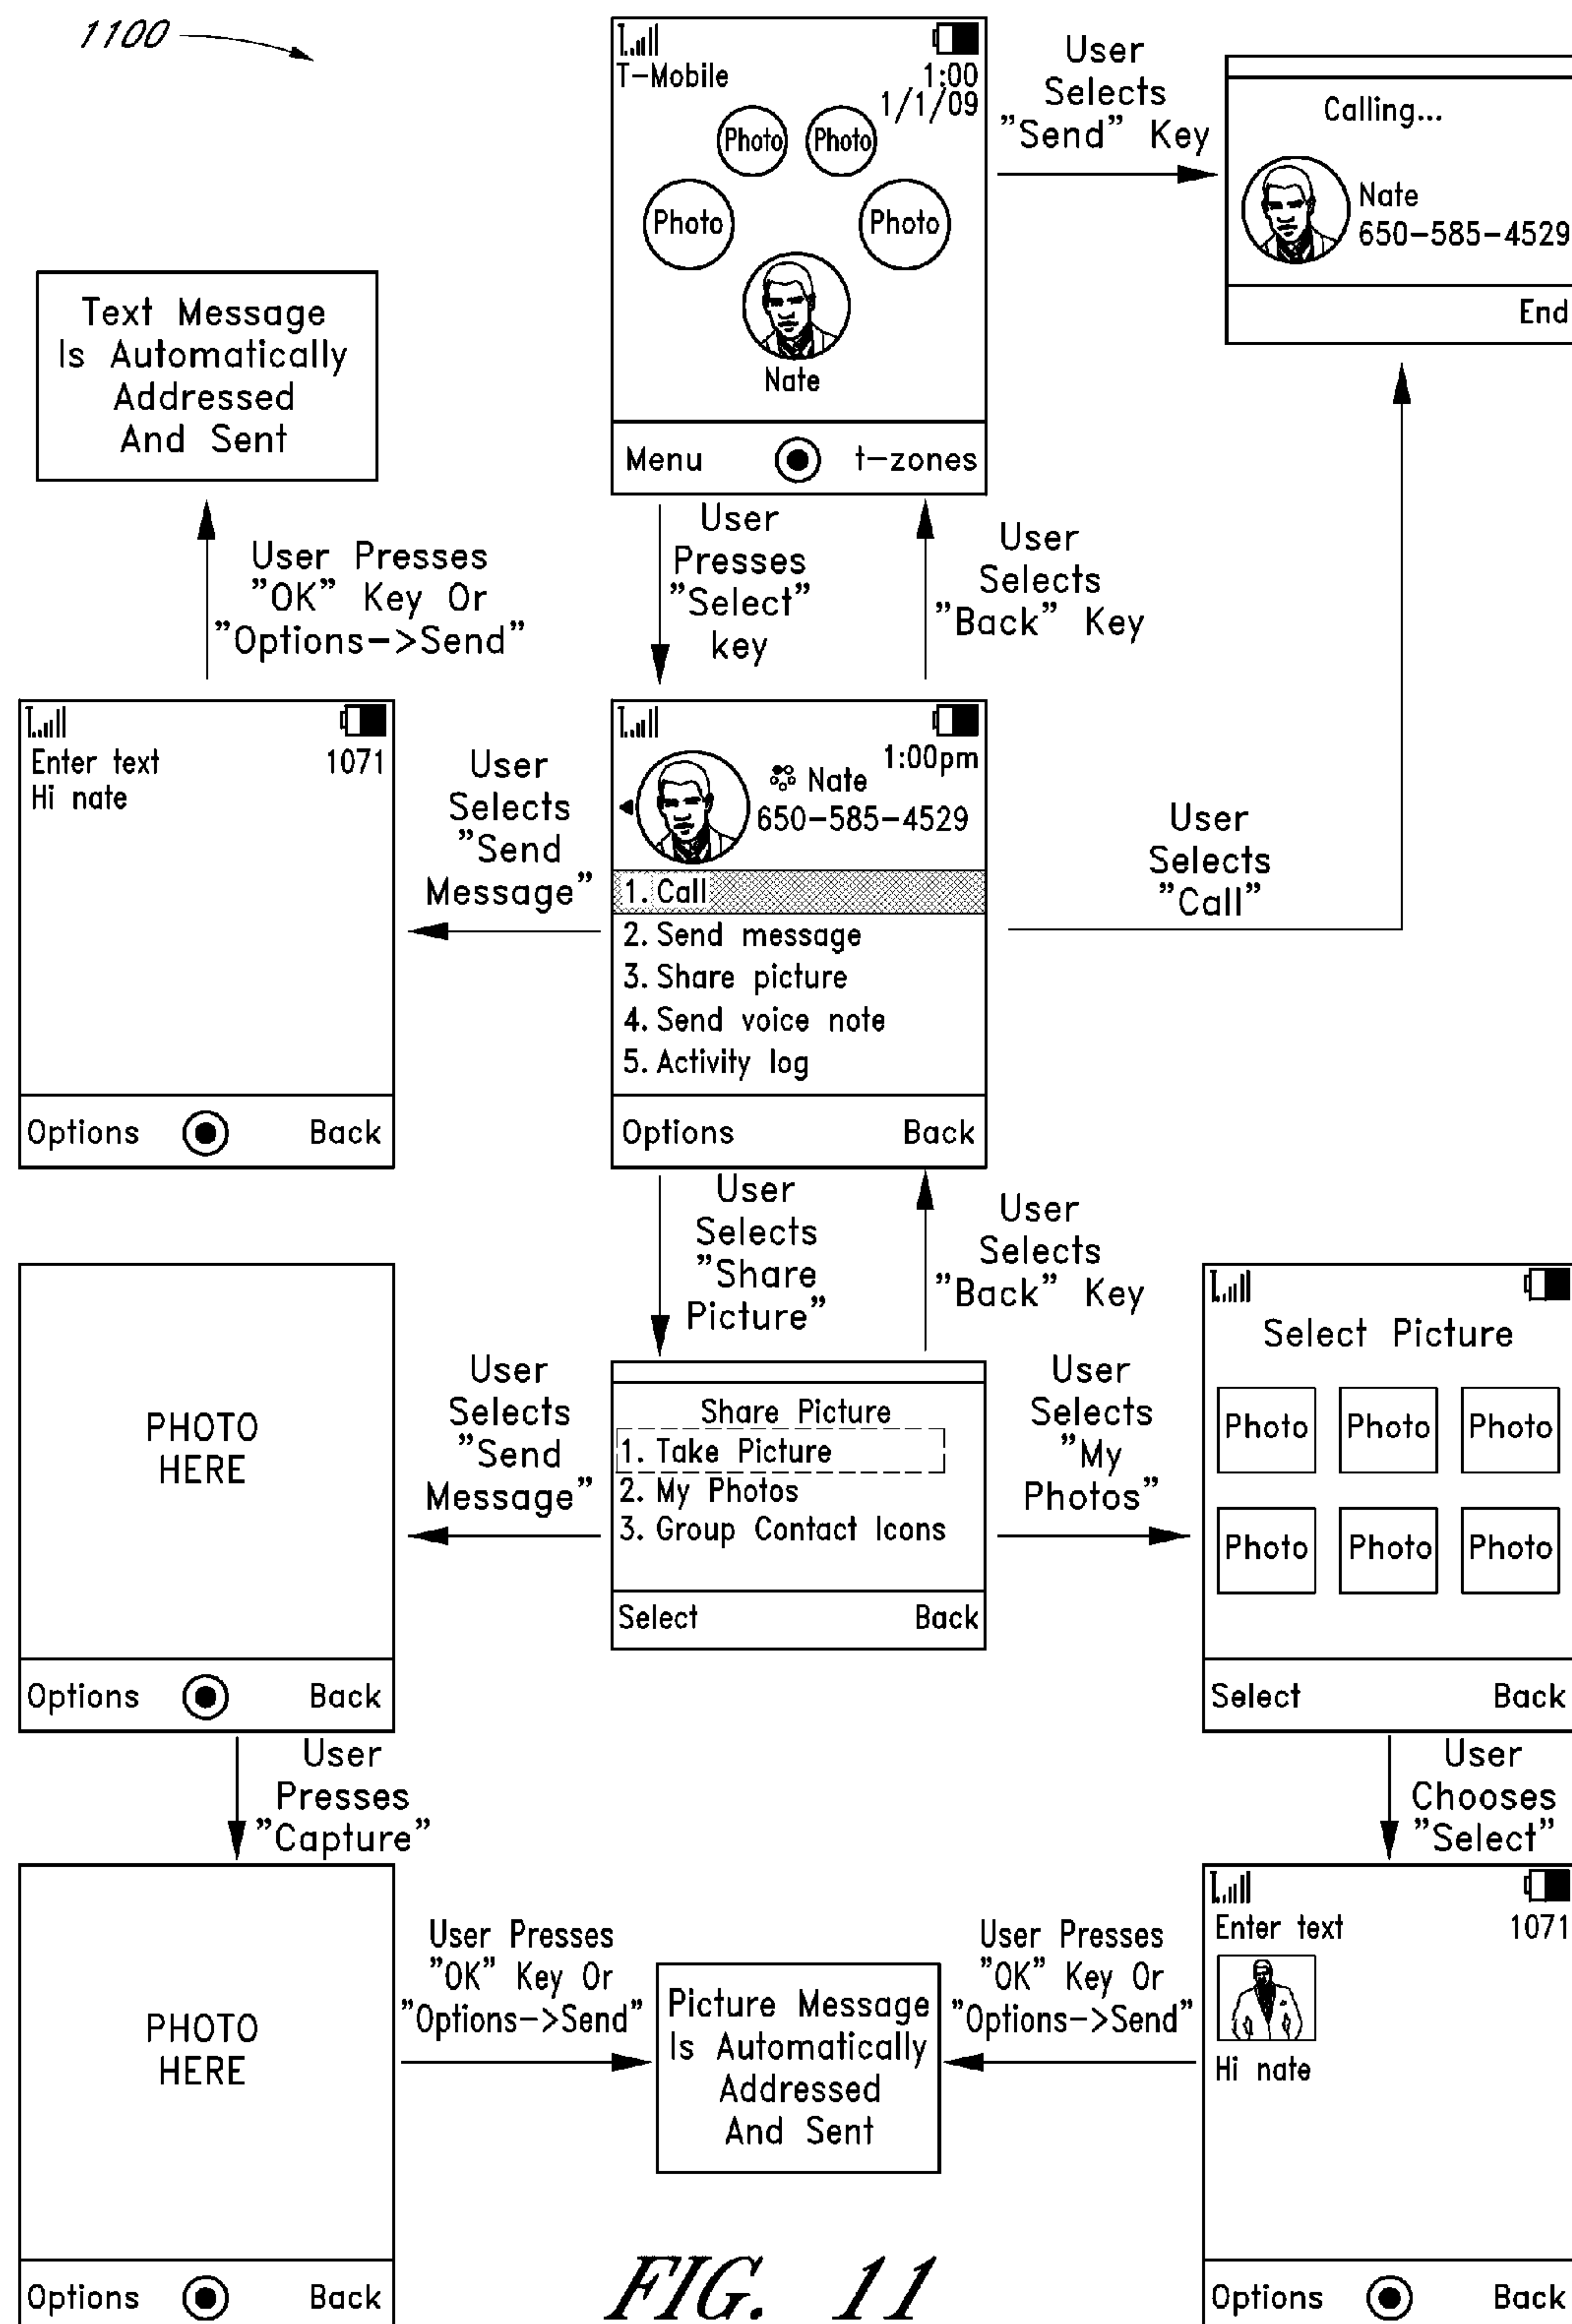 1100
T-Mobile
1:00
1/1/09
Photo
Photo
Photo
Photo
Nate
Menu
t-zones
User
Selects
"Send" Key
Calling...
Nate
650-585-4529
End
Text Message
Is Automatically
Addressed
And Sent
User Presses
"OK" Key Or
"Options->Send"
User
Presses
"Select"
key
User
Selects
"Back" Key
Enter text
1071
Hi nate
Options
Back
User
Selects
"Send
Message"
1:00pm
Nate
650-585-4529
1. Call
2. Send message
3. Share picture
4. Send voice note
5. Activity log
Options
Back
User
Selects
"Call"
User
Selects
"Share
Picture"
User
Selects
"Back" Key
PHOTO
HERE
Options
Back
User
Selects
"Send
Message"
Share Picture
1. Take Picture
2. My Photos
3. Group Contact Icons
Select
Back
User
Selects
"My
Photos"
Select Picture
Photo
Photo
Photo
Photo
Photo
Photo
Select
Back
User
Presses
"Capture"
User
Chooses
"Select"
PHOTO
HERE
Options
Back
User Presses
"OK" Key Or
"Options->Send"
Picture Message
Is Automatically
Addressed
And Sent
User Presses
"OK" Key Or
"Options->Send"
Enter text
1071
Hi nate
Options
Back
FIG. 11